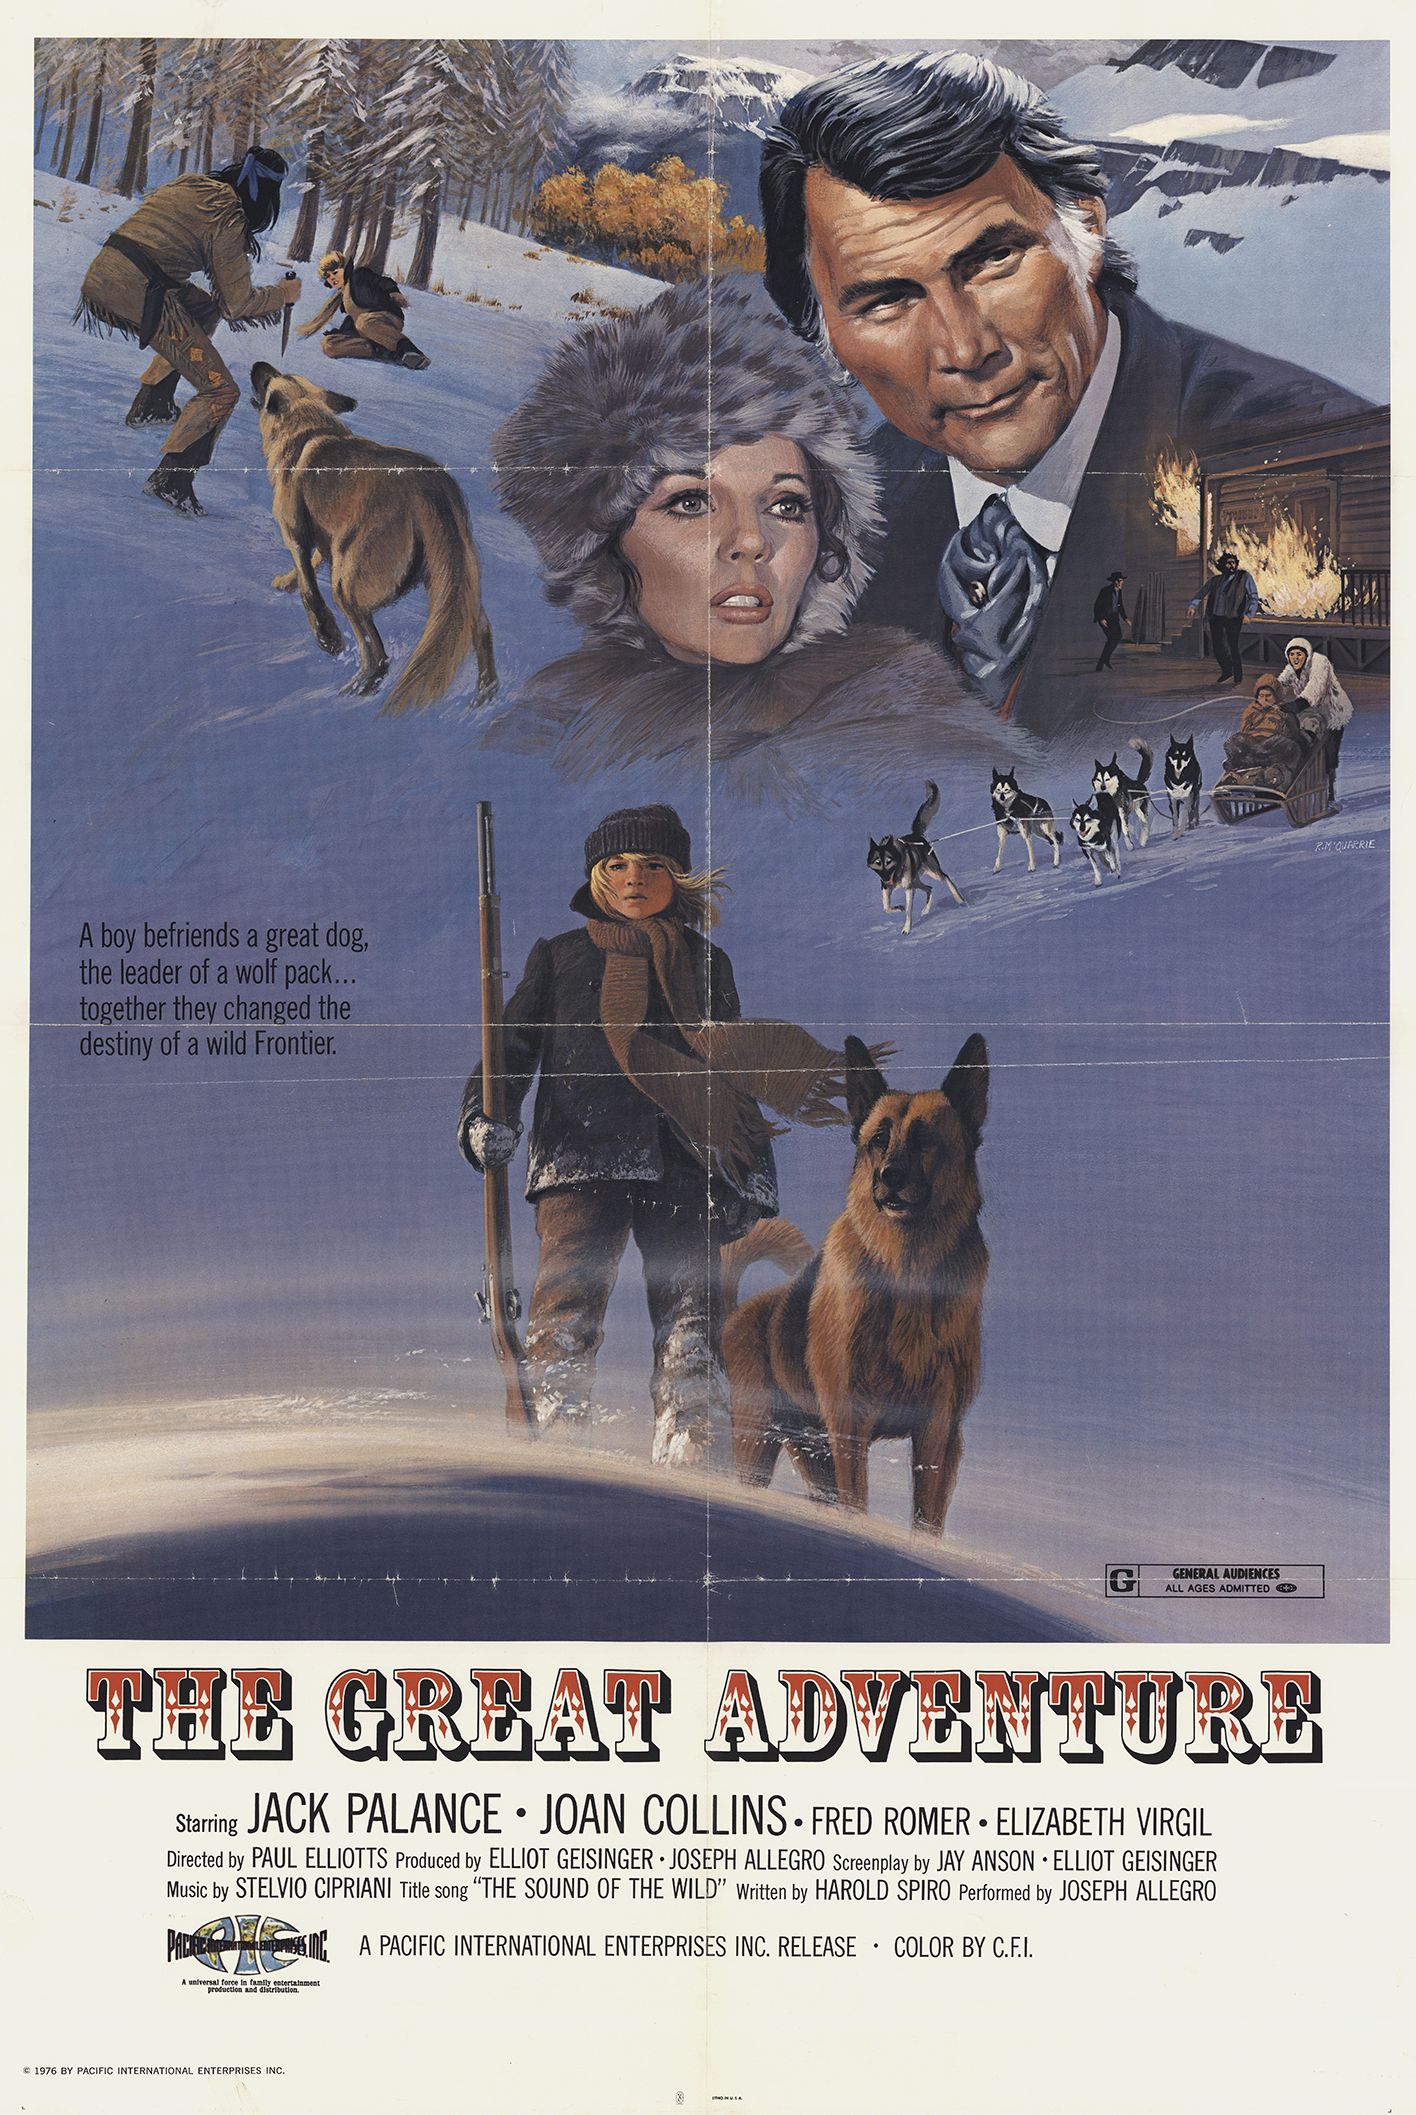 R. McQUARRIE
A boy befriends a great dog,
the leader of a wolf pack...
together they changed the
destiny of a wild Frontier.
G GENERAL AUDIENCES
ALL AGES ADMITTED
THE GREAT ADVENTURE
Starring JACK PALANCE • JOAN COLLINS • FRED ROMER • ELIZABETH VIRGIL
Directed by PAUL ELLIOTTS Produced by ELLIOT GEISINGER • JOSEPH ALLEGRO Screenplay by JAY ANSON • ELLIOT GEISINGER
Music by STELVIO CIPRIANI Title song "THE SOUND OF THE WILD" Written by HAROLD SPIRO Performed by JOSEPH ALLEGRO
PIE
PACIFIC INTERNATIONAL ENTERPRISES, INC.
A universal force in family entertainment
production and distribution.
A PACIFIC INTERNATIONAL ENTERPRISES INC. RELEASE • COLOR BY C.F.I.
© 1976 BY PACIFIC INTERNATIONAL ENTERPRISES INC.
LITHO. IN U.S.A.